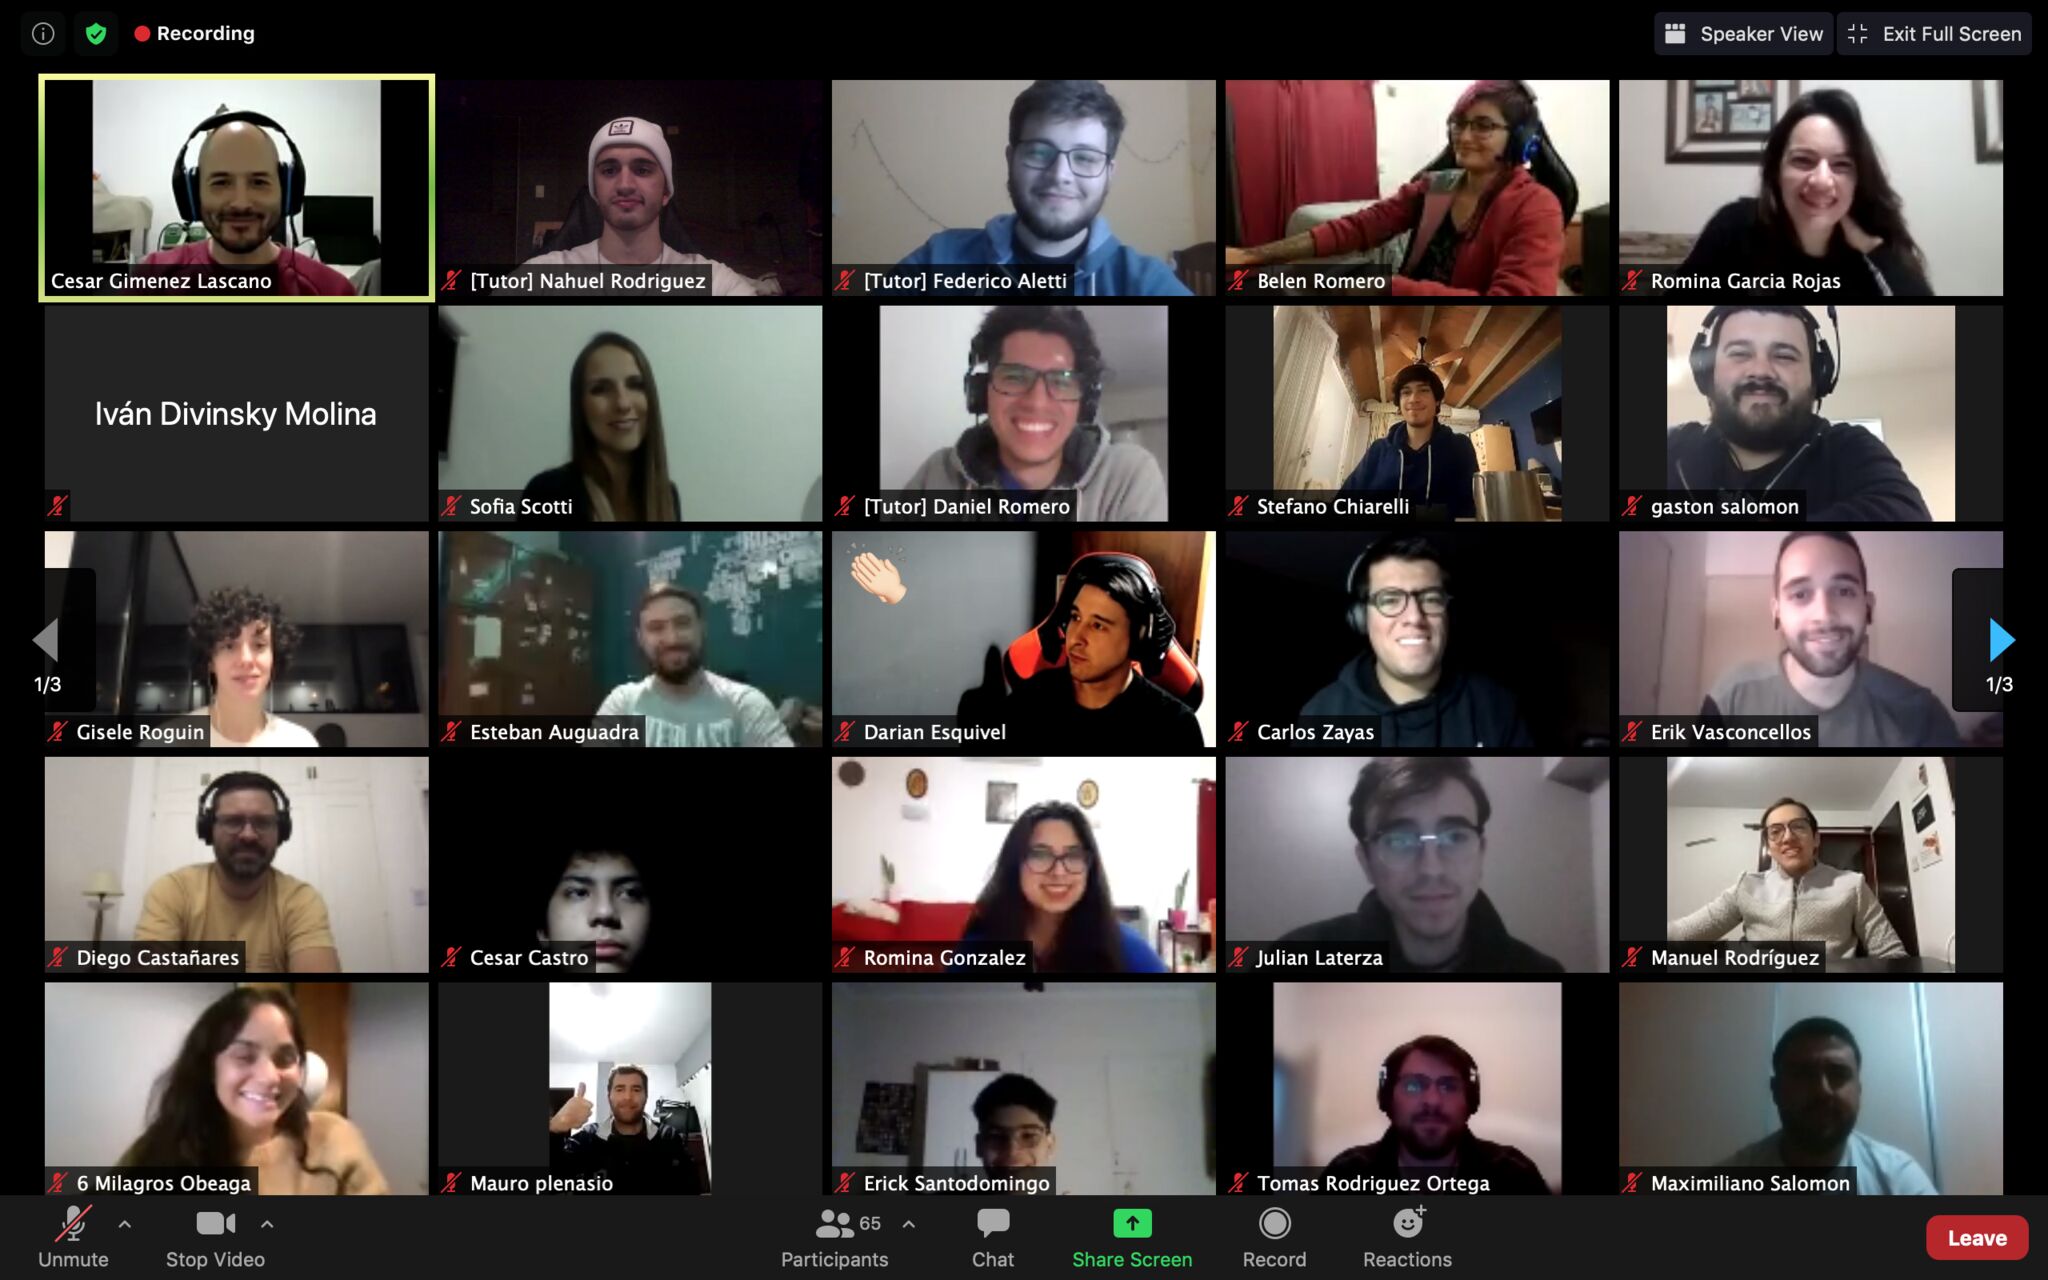 Recording
Speaker View
Exit Full Screen
Cesar Gimenez Lascano
[Tutor] Nahuel Rodriguez
[Tutor] Federico Aletti
Belen Romero
Romina Garcia Rojas
Iván Divinsky Molina
Sofia Scotti
[Tutor] Daniel Romero
Stefano Chiarelli
gaston salomon
1/3
1/3
Gisele Roguin
Esteban Auguadra
Darian Esquivel
Carlos Zayas
Erik Vasconcellos
Diego Castañares
Cesar Castro
Romina Gonzalez
Julian Laterza
Manuel Rodríguez
6 Milagros Obeaga
Mauro plenasio
Erick Santodomingo
Tomas Rodriguez Ortega
Maximiliano Salomon
Unmute
Stop Video
65
Participants
Chat
Share Screen
Record
Reactions
Leave